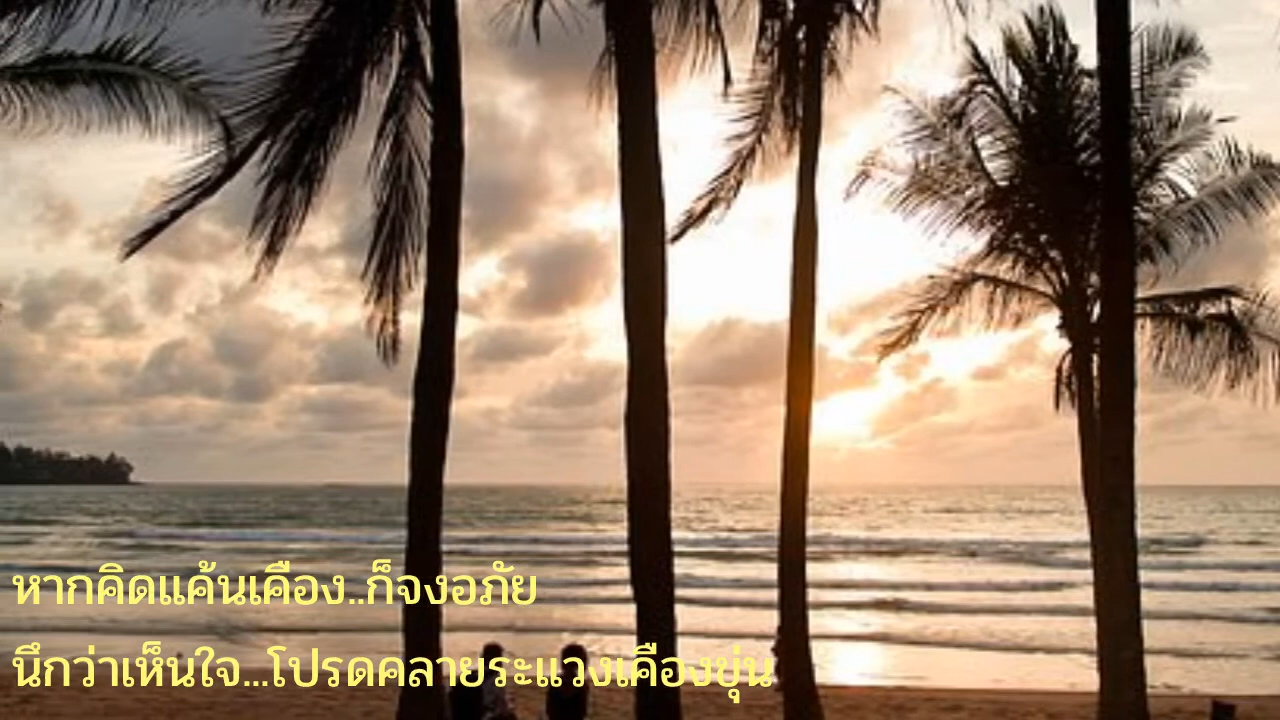 หากคิดแค้นเคือง..ก็จงอภัย
นึกว่าเห็นใจ...โปรดคลายระแวงเคืองขุ่น